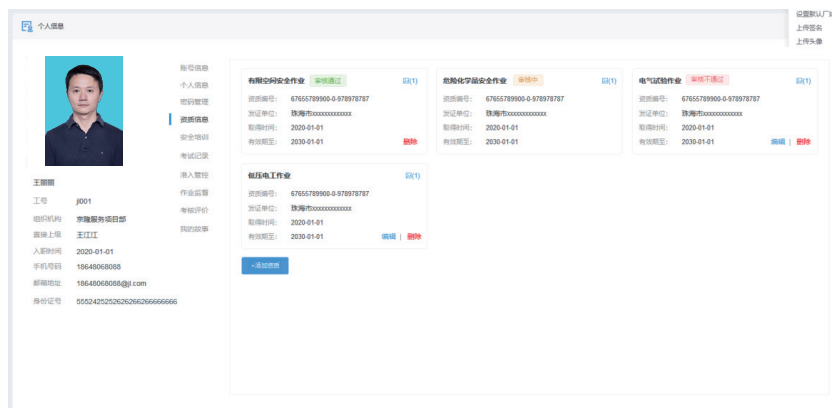 个人信息
设置默认厂
上传签名
上传头像
王丽丽
工号 jl001
组织机构 京隆服务项目部
直接上级 王江江
入职时间 2020-01-01
手机号码 18648068088
邮箱地址 18648068088@jl.com
身份证号 5552425252626266266666666
账号信息
个人信息
密码管理
资质信息
安全培训
考试记录
准入管控
作业监督
考核评价
我的故事
有限空间安全作业 审核通过 (1)
资质编号: 67655789900-0-978978787
发证单位: 珠海市xxxxxxxxxxxxx
取得时间: 2020-01-01
有效期至: 2030-01-01 删除
危险化学品安全作业 审核中 (1)
资质编号: 67655789900-0-978978787
发证单位: 珠海市xxxxxxxxxxxxx
取得时间: 2020-01-01
有效期至: 2030-01-01
电气试验作业 审核不通过 (1)
资质编号: 67655789900-0-978978787
发证单位: 珠海市xxxxxxxxxxxxx
取得时间: 2020-01-01
有效期至: 2030-01-01 编辑 | 删除
低压电工作业 (1)
资质编号: 67655789900-0-978978787
发证单位: 珠海市xxxxxxxxxxxxx
取得时间: 2020-01-01
有效期至: 2030-01-01 编辑 | 删除
+添加资质